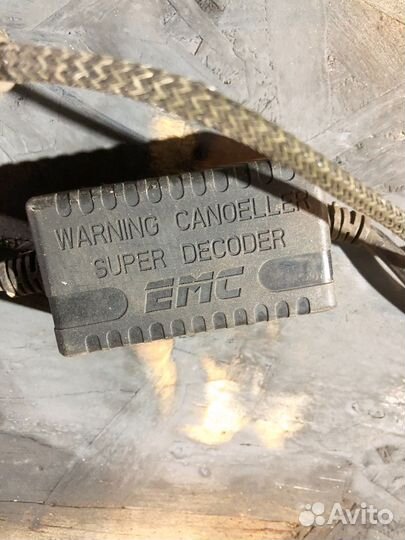 WARNING CANOELLER
SUPER DECODER
EMC
Avito